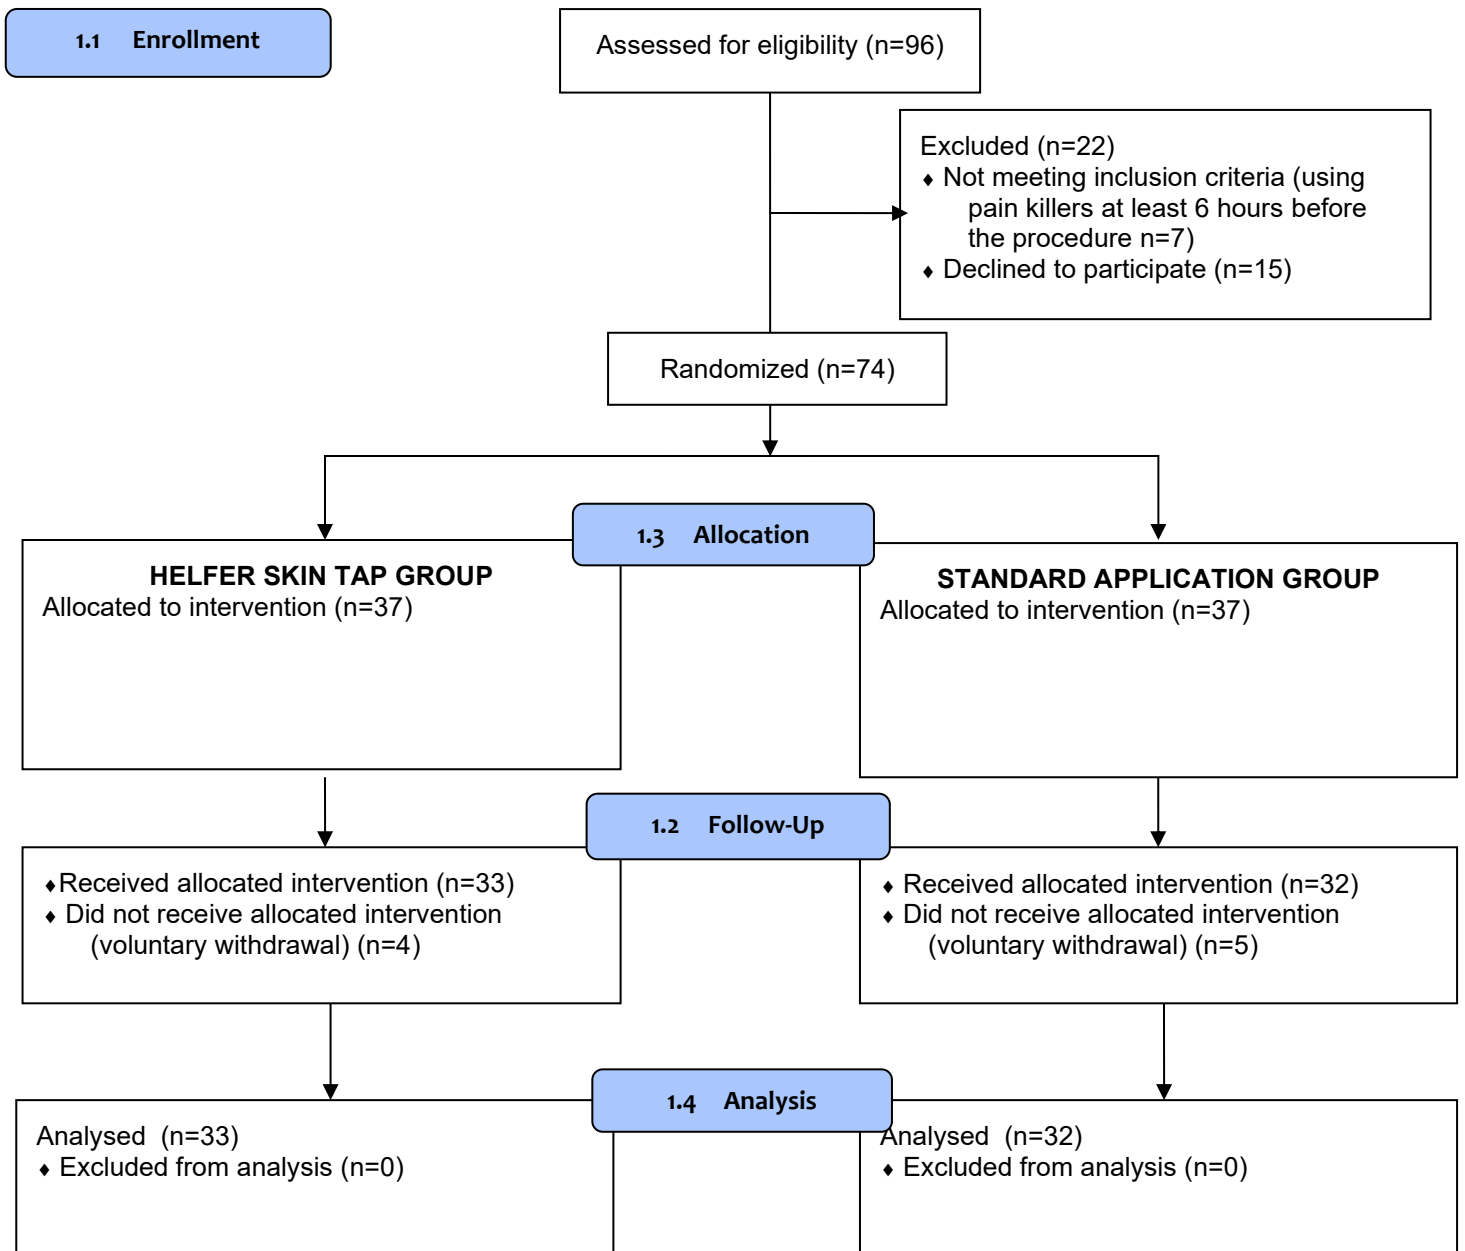 1.1 Enrollment
Assessed for eligibility (n=96)
Excluded (n=22)
♦ Not meeting inclusion criteria (using
pain killers at least 6 hours before
the procedure n=7)
♦ Declined to participate (n=15)
Randomized (n=74)
1.3 Allocation
HELFER SKIN TAP GROUP
Allocated to intervention (n=37)
STANDARD APPLICATION GROUP
Allocated to intervention (n=37)
1.2 Follow-Up
♦Received allocated intervention (n=33)
♦ Did not receive allocated intervention
(voluntary withdrawal) (n=4)
♦ Received allocated intervention (n=32)
♦ Did not receive allocated intervention
(voluntary withdrawal) (n=5)
1.4 Analysis
Analysed (n=33)
♦ Excluded from analysis (n=0)
Analysed (n=32)
♦ Excluded from analysis (n=0)